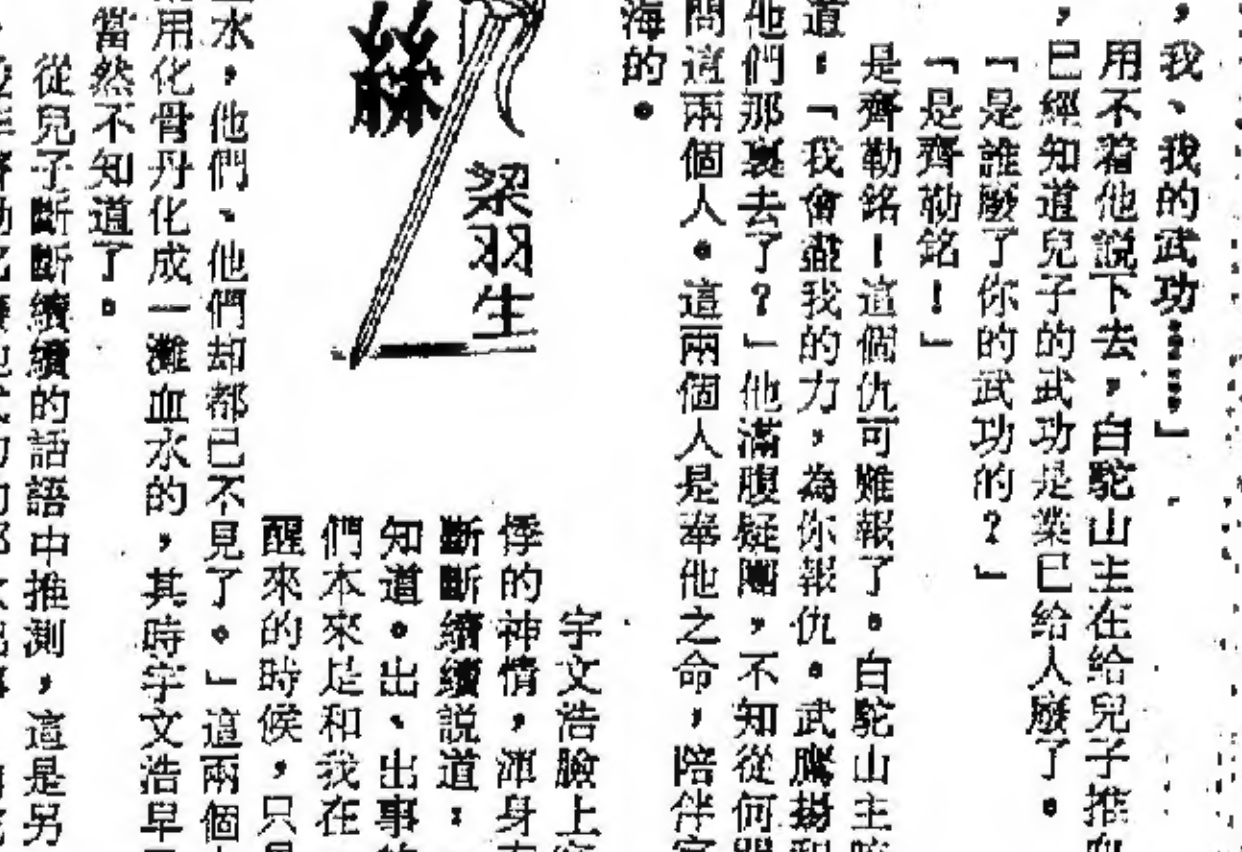 ，我、我的武功……」
用不着他説下去，白駝山主在給兒子推
，已經知道兒子的武功是業已給人廢了。
「是誰廢了你的武功的？」
「是齊勒銘！」
是齊勒銘！這個仇可難報了。白駝山主
道：「我會盡我的力，為你報仇。武鷹揚和
他們那裏去了？」他滿腹疑團，不知從何
問這兩個人。這兩個人是奉他之命，陪伴
海的。
絲
梁羽生
宇文浩臉上
悸的神情，渾身
斷斷續續説道：
知道。出、出事
們本來是和我在
醒來的時候，只
水，他們、他們却都已不見了。」這兩個
用化骨丹化成一灘血水的，其時宇文浩早
當然不知道了。
從兒子斷斷續續的話語中推測，這是另